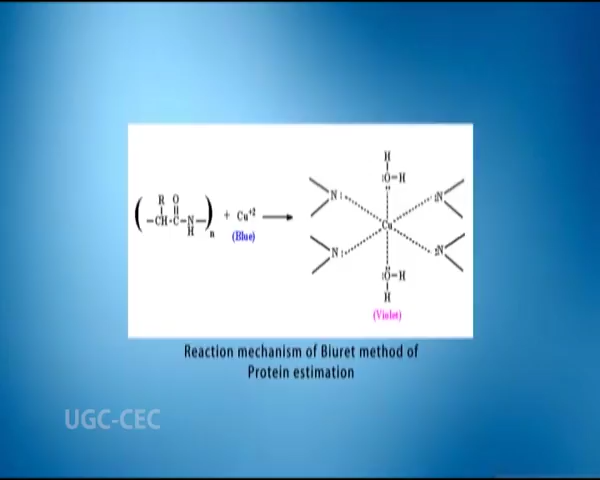 H
:O-H
R O
N: :N
( -CH-C-N- )n + Cu+2 Cu
H
(Blue)
N: :N
:O-H
H
(Violet)
Reaction mechanism of Biuret method of
Protein estimation
UGC-CEC